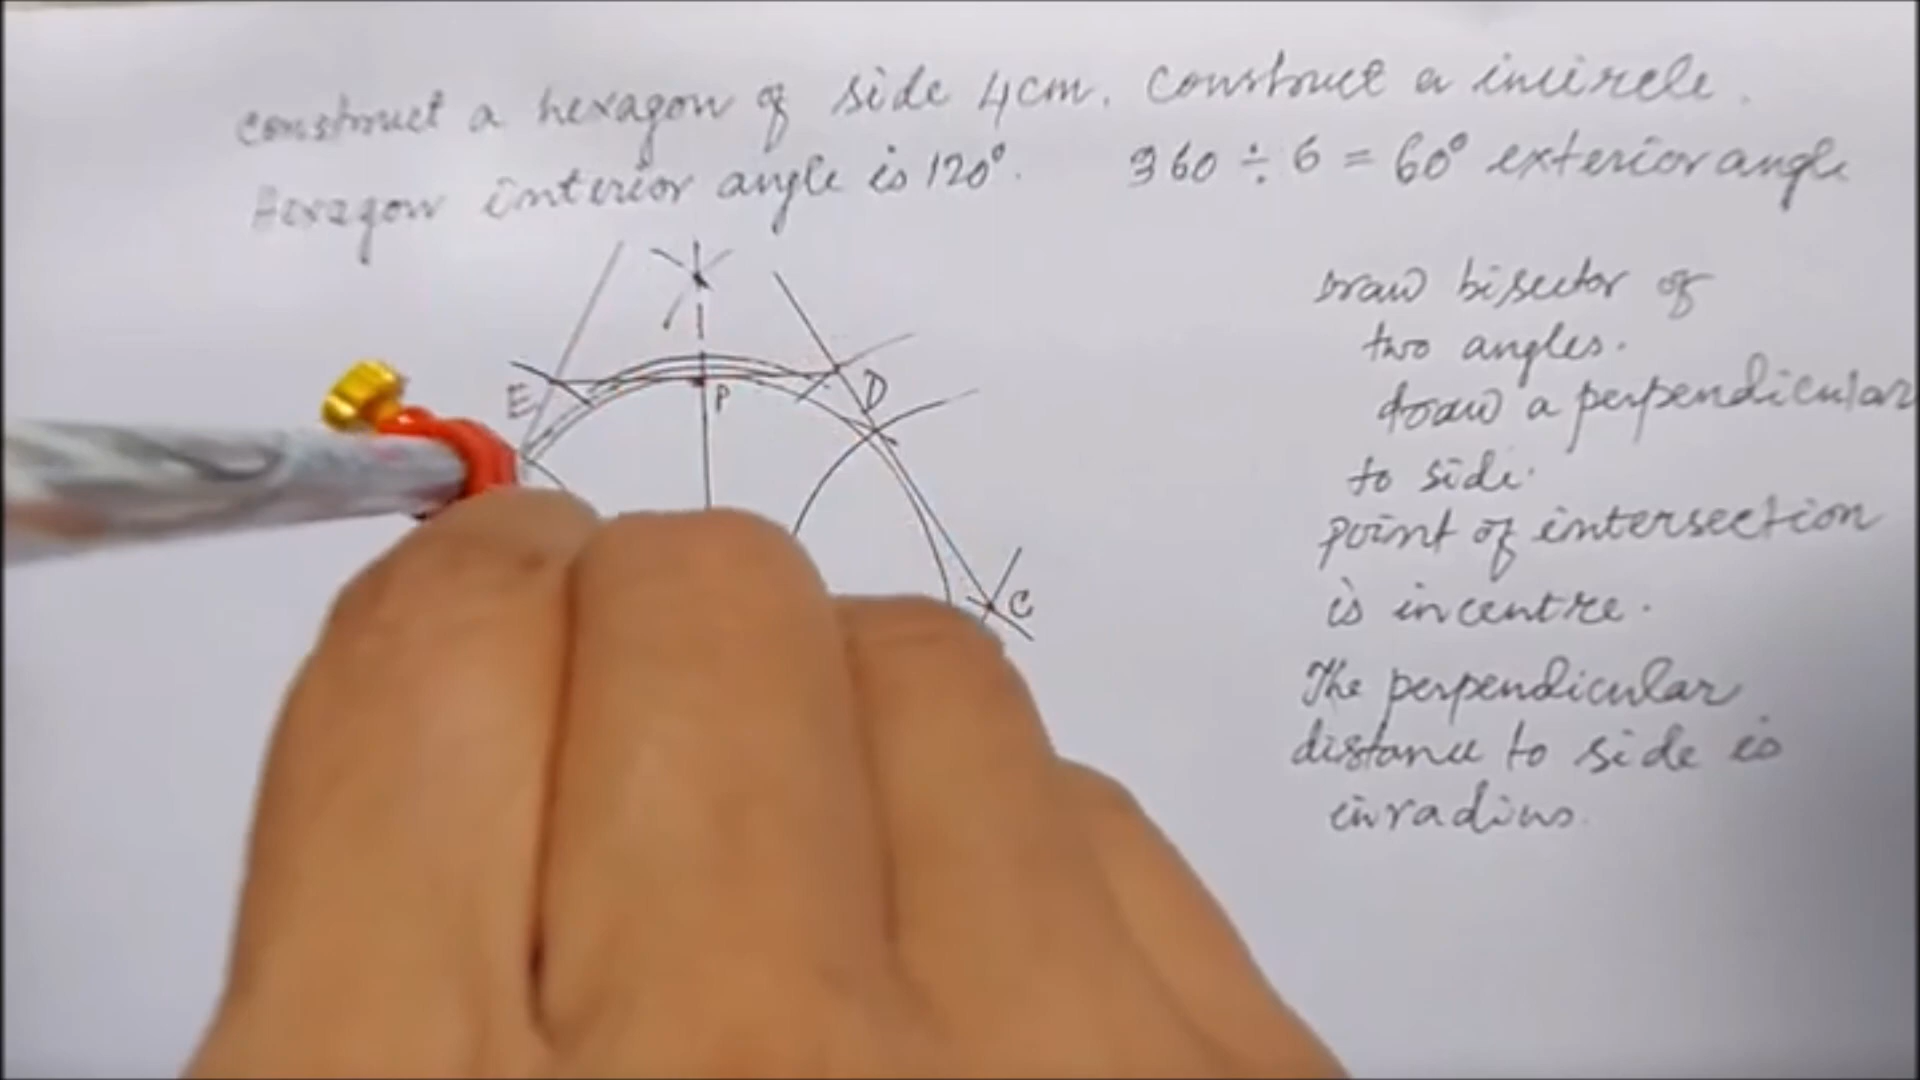 construct a hexagon of side 4cm. Construct a incircle.
Hexagon interior angle is 120°. 360 ÷ 6 = 60° exterior angle
Draw bisector of
two angles.
E
P
D
draw a perpendicular
to side.
point of intersection
is incentre.
C
The perpendicular
distance to side is
inradius.